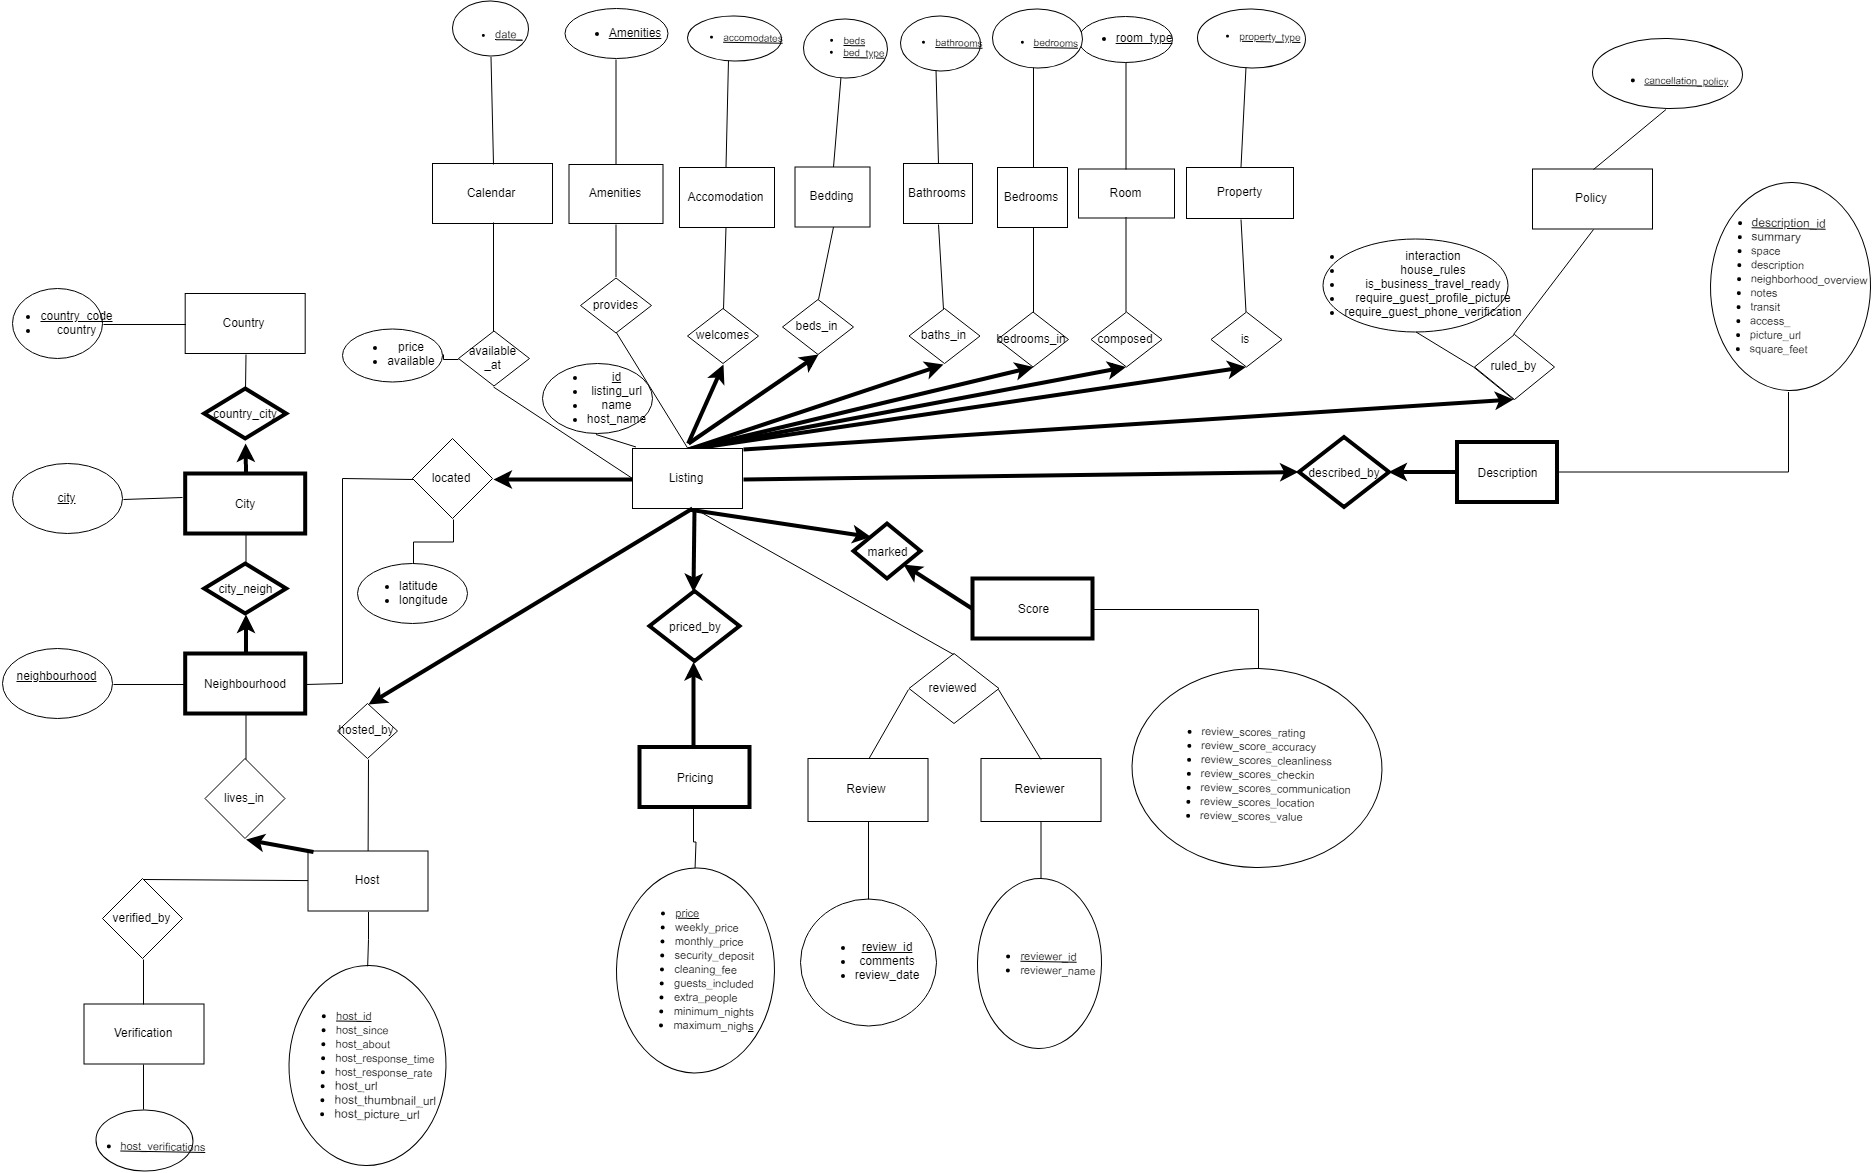 date_
Amenities
accomodates
beds
bed_type
bathrooms
bedrooms
room_type
property_type
cancellation_policy
Calendar
Amenities
Accomodation
Bedding
Bathrooms
Bedrooms
Room
Property
Policy
description_id
summary
space
description
neighborhood_overview
notes
transit
access_
picture_url
square_feet
interaction
house_rules
is_business_travel_ready
require_guest_profile_picture
require_guest_phone_verification
country_code
country
Country
price
available
available
_at
provides
welcomes
beds_in
baths_in
bedrooms_in
composed
is
ruled_by
id
listing_url
name
host_name
country_city
city
City
located
Listing
described_by
Description
city_neigh
latitude
longitude
marked
Score
priced_by
neighbourhood
Neighbourhood
hosted_by
reviewed
review_scores_rating
review_score_accuracy
review_scores_cleanliness
review_scores_checkin
review_scores_communication
review_scores_location
review_scores_value
lives_in
Pricing
Review
Reviewer
Host
verified_by
price
weekly_price
monthly_price
security_deposit
cleaning_fee
guests_included
extra_people
minimum_nights
maximum_nighs
review_id
comments
review_date
reviewer_id
reviewer_name
Verification
host_id
host_since
host_about
host_response_time
host_response_rate
host_url
host_thumbnail_url
host_picture_url
host_verifications